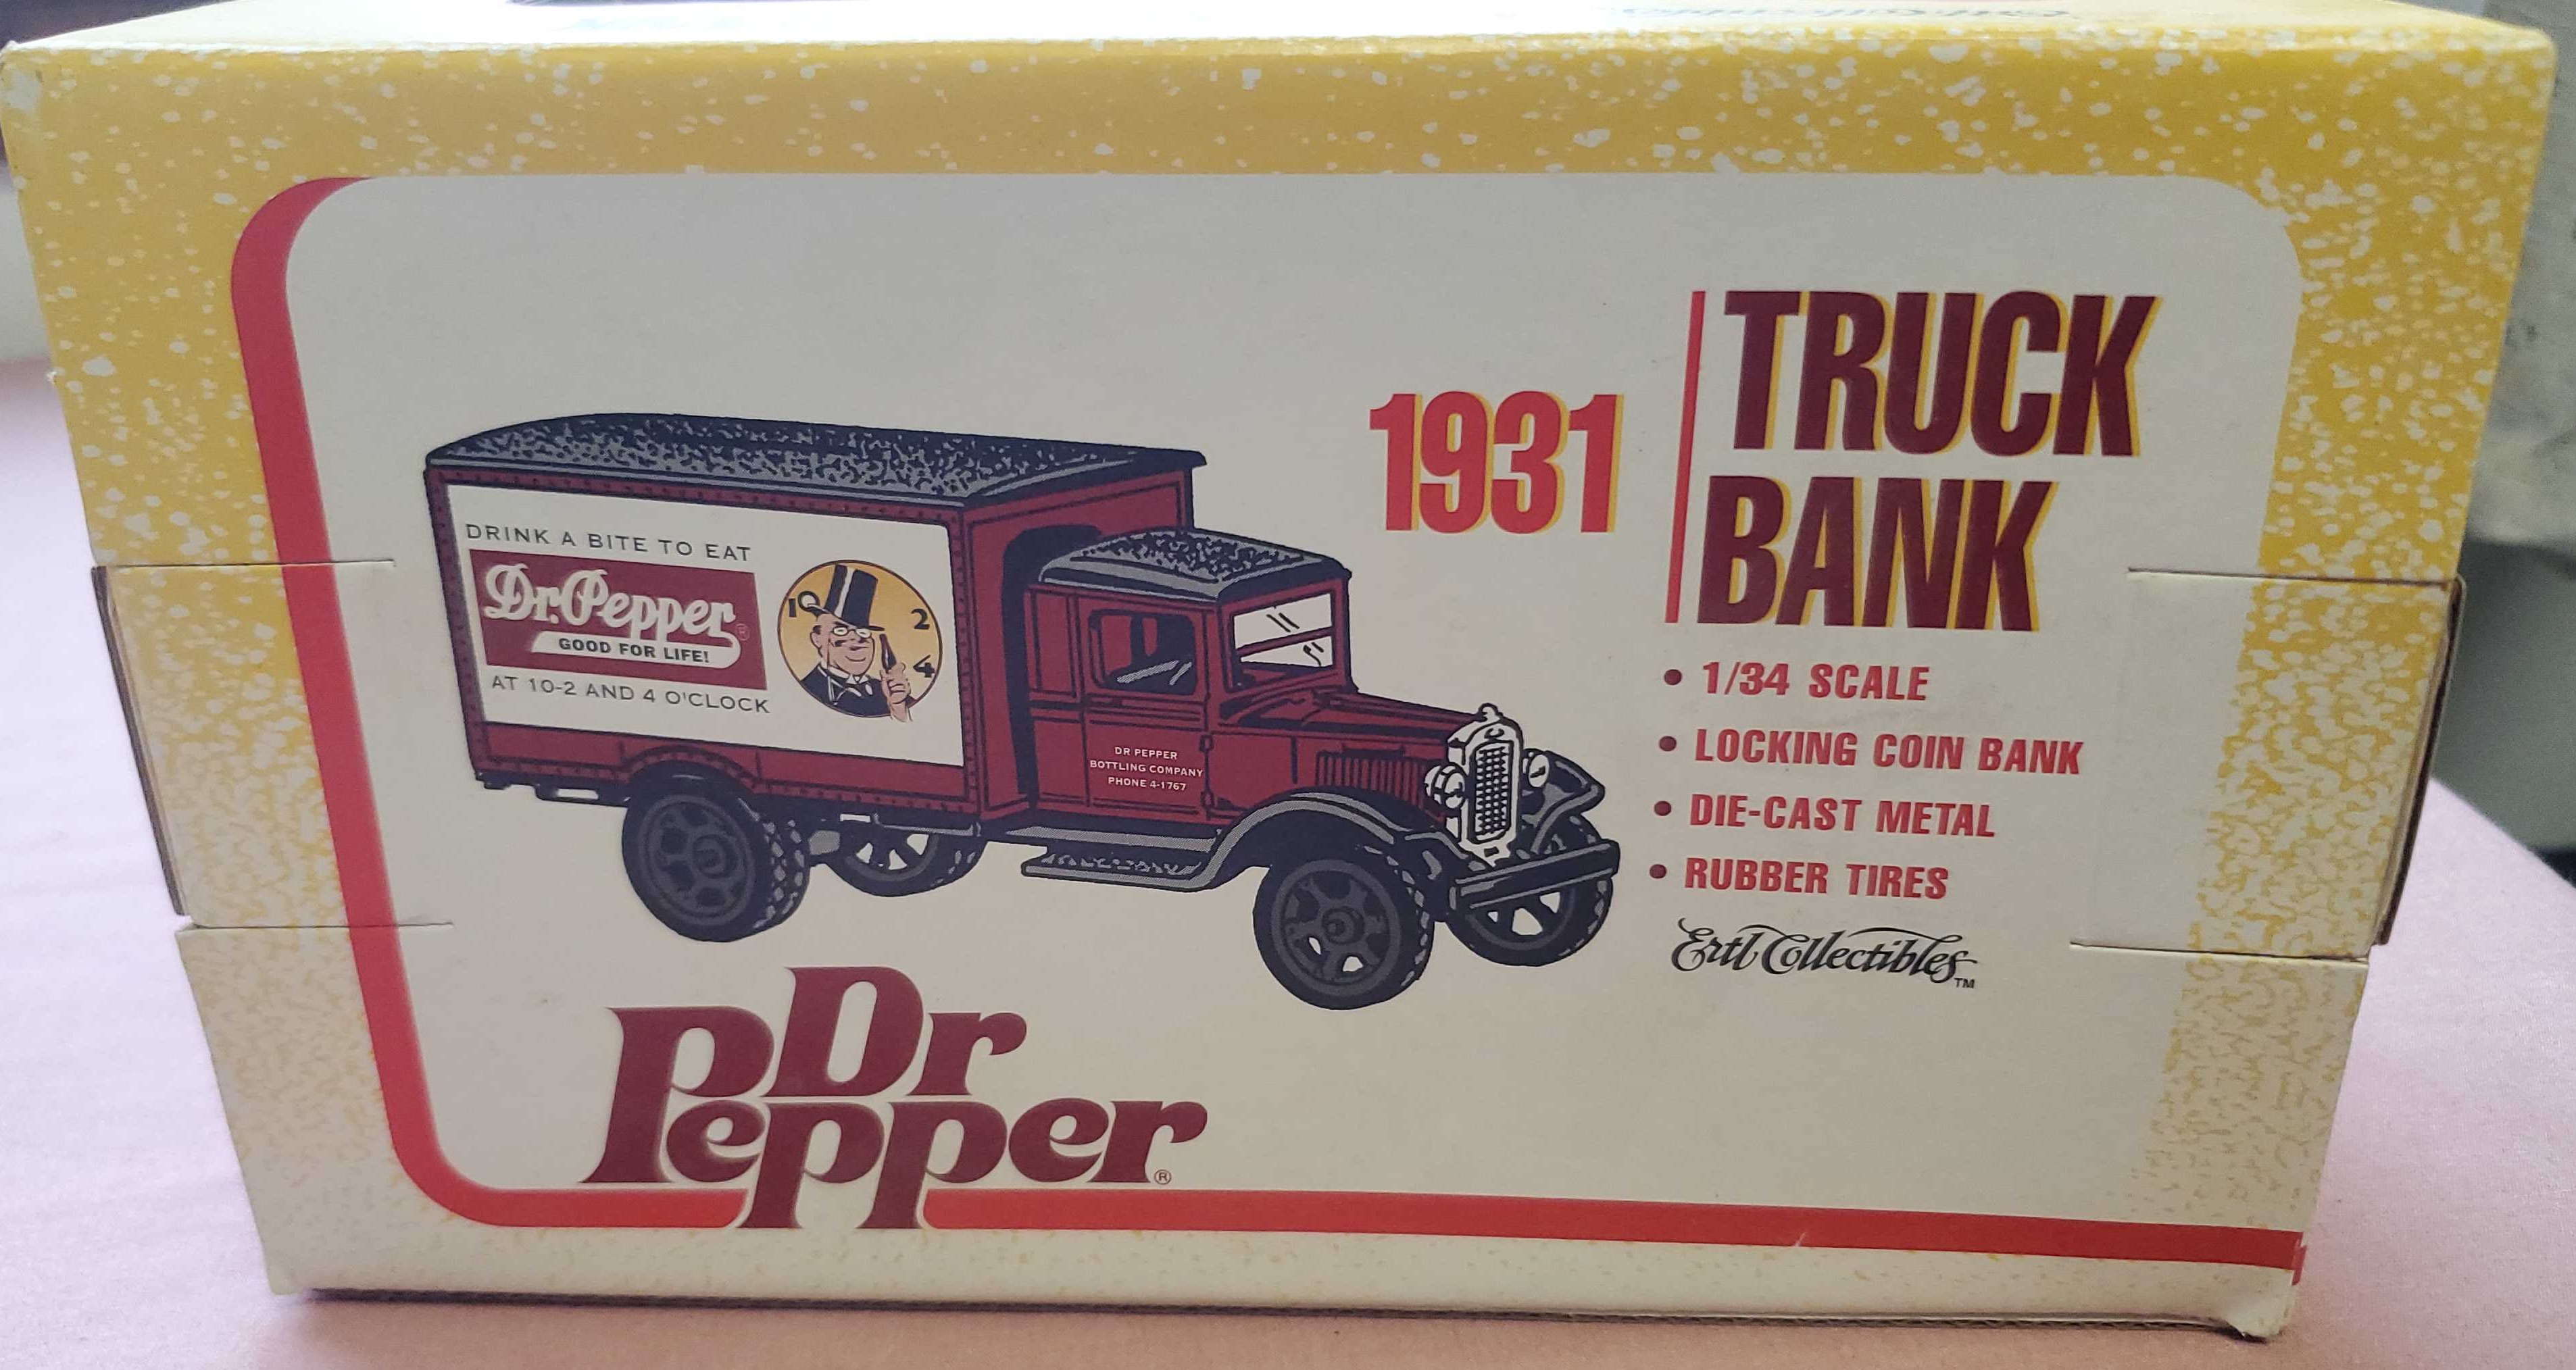 1931
TRUCK
BANK
• 1/34 SCALE
• LOCKING COIN BANK
• DIE-CAST METAL
• RUBBER TIRES
Ertl Collectibles™
DRINK A BITE TO EAT
Dr.Pepper®
GOOD FOR LIFE!
AT 10-2 AND 4 O'CLOCK
10 2
4
DR PEPPER
BOTTLING COMPANY
PHONE 4-1767
Dr
Pepper®